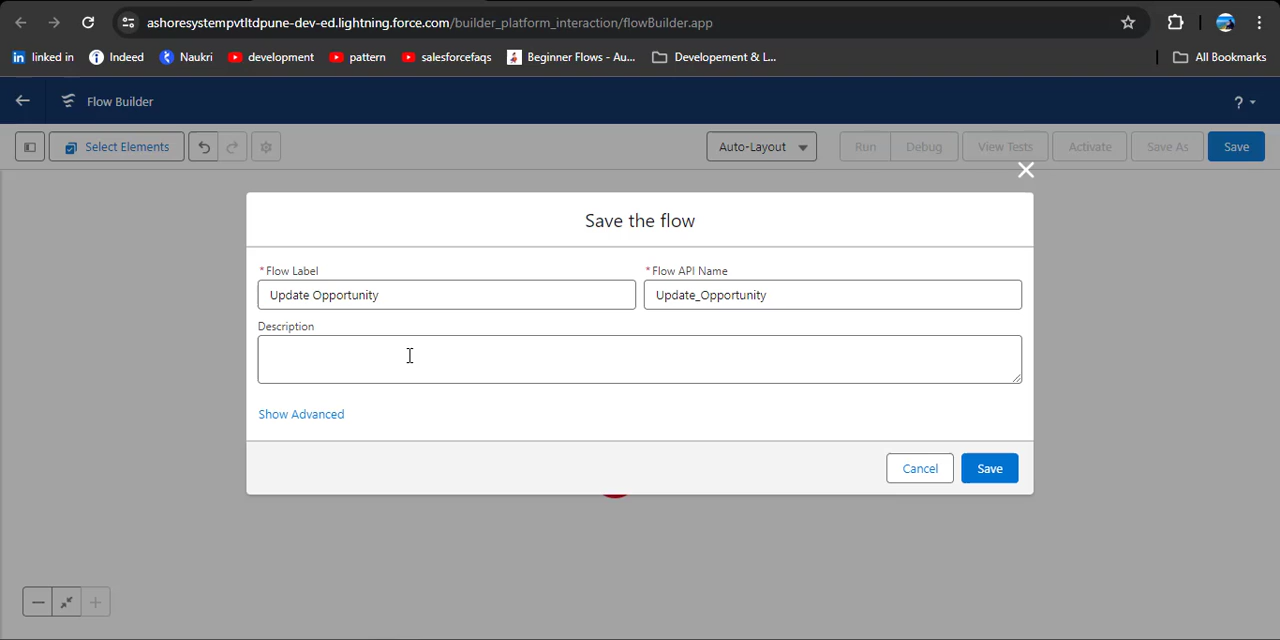 ashoresystempvtltdpune-dev-ed.lightning.force.com/builder_platform_interaction/flowBuilder.app
in linked in Indeed Naukri development pattern salesforcefaqs Beginner Flows - Au... Developement & L... All Bookmarks
Flow Builder ?
Select Elements Auto-Layout Run Debug View Tests Activate Save As Save
Save the flow
* Flow Label * Flow API Name
Update Opportunity Update_Opportunity
Description
Show Advanced
Cancel Save